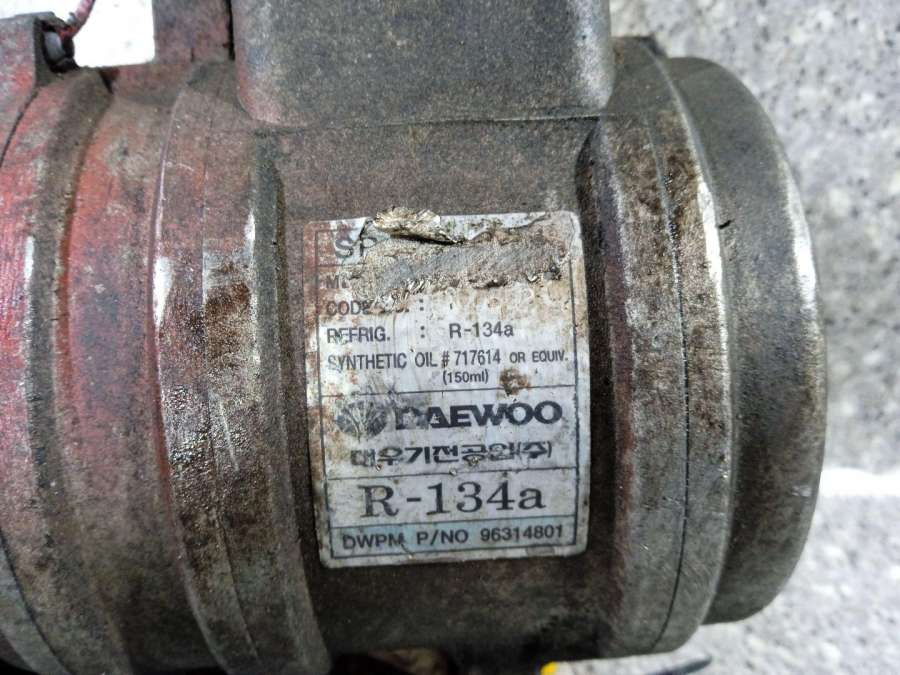 SP
CODE :
REFRIG. : R-134a
SYNTHETIC OIL # 717614 OR EQUIV.
(150ml)
DAEWOO
대우기전공업(주)
R-134a
DWPM P/NO 96314801